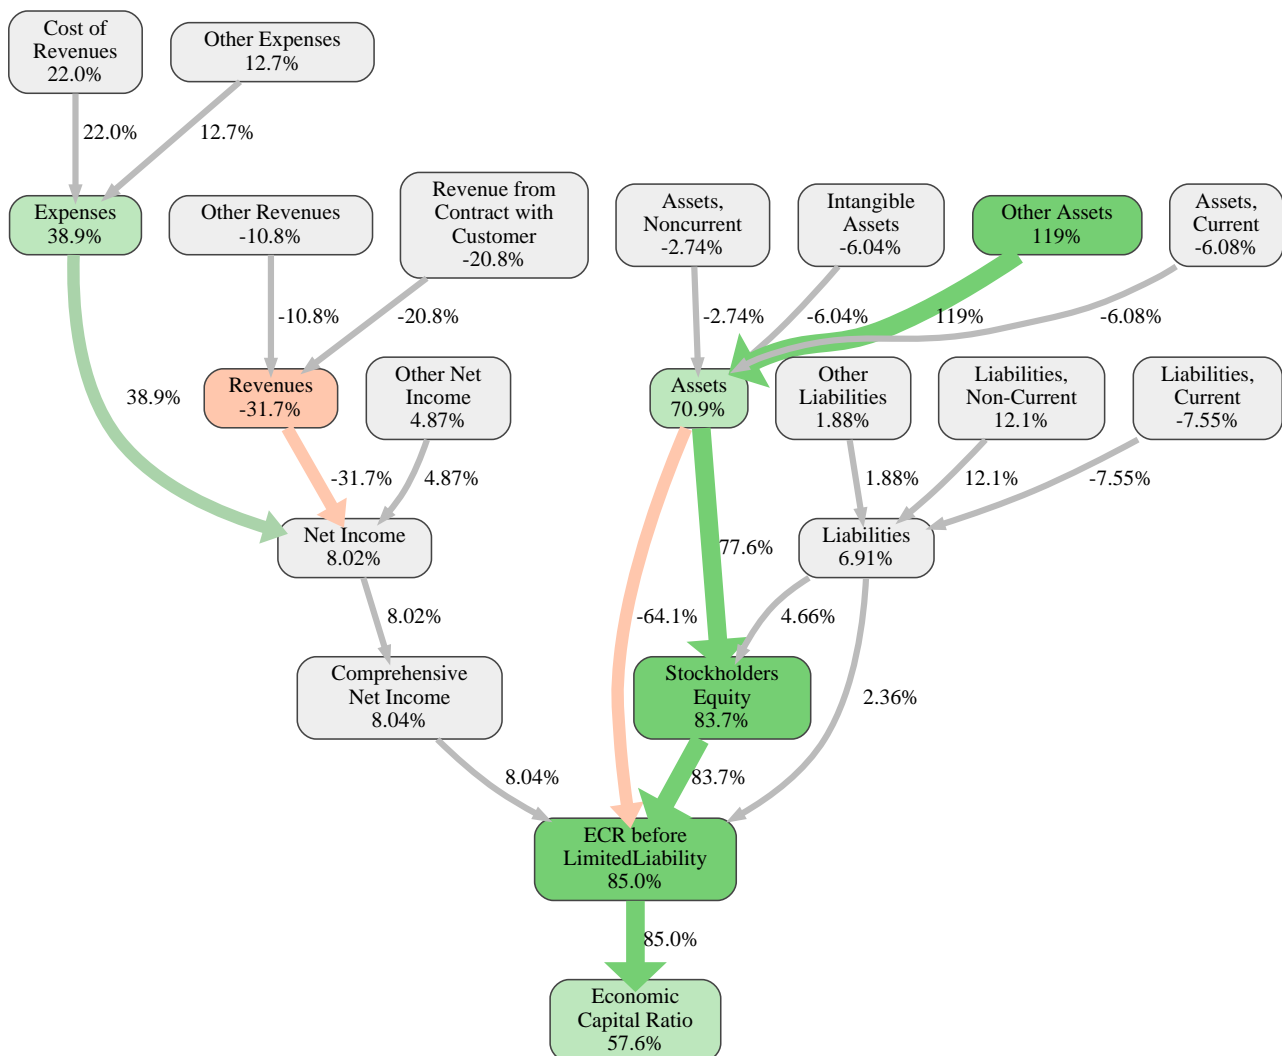 Cost of
Revenues
22.0%
Other Expenses
12.7%
22.0%
12.7%
Expenses
38.9%
Other Revenues
-10.8%
Revenue from
Contract with
Customer
-20.8%
Assets,
Noncurrent
-2.74%
Intangible
Assets
-6.04%
Other Assets
119%
Assets,
Current
-6.08%
-10.8%
-20.8%
-2.74%
-6.04%
119%
-6.08%
38.9%
Revenues
-31.7%
Other Net
Income
4.87%
Assets
70.9%
Other
Liabilities
1.88%
Liabilities,
Non-Current
12.1%
Liabilities,
Current
-7.55%
-31.7%
4.87%
1.88%
12.1%
-7.55%
Net Income
8.02%
77.6%
Liabilities
6.91%
8.02%
-64.1%
4.66%
Comprehensive
Net Income
8.04%
Stockholders
Equity
83.7%
2.36%
8.04%
83.7%
ECR before
LimitedLiability
85.0%
85.0%
Economic
Capital Ratio
57.6%